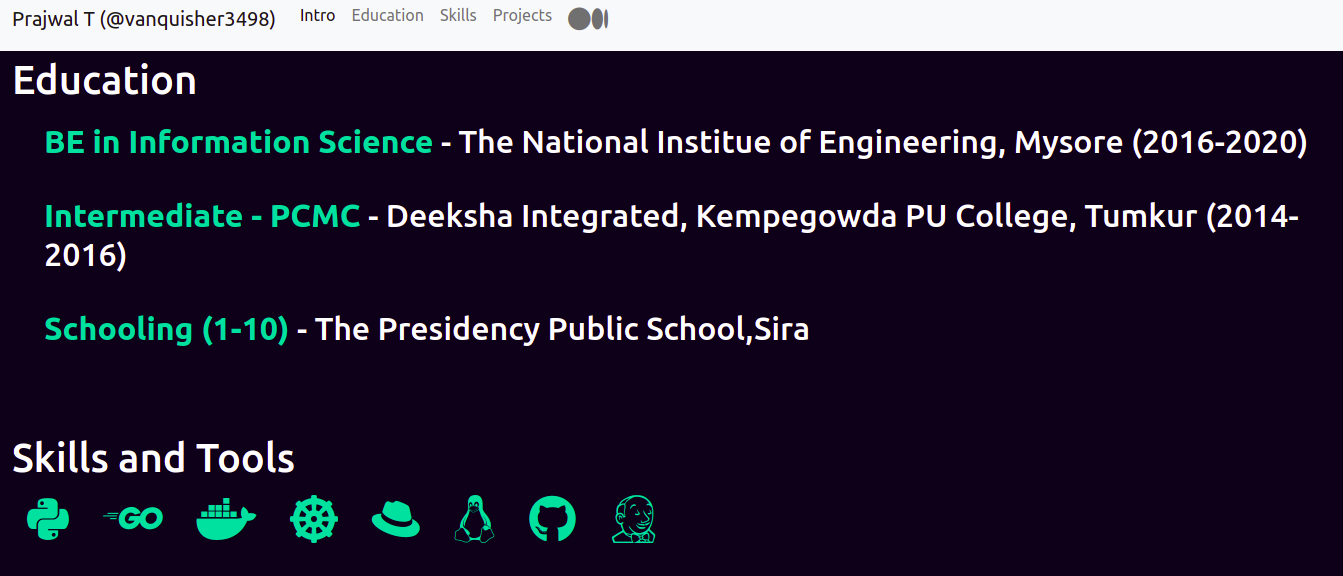 Prajwal T (@vanquisher3498) Intro Education Skills Projects
Education
BE in Information Science - The National Institue of Engineering, Mysore (2016-2020)
Intermediate - PCMC - Deeksha Integrated, Kempegowda PU College, Tumkur (2014-
2016)
Schooling (1-10) - The Presidency Public School,Sira
Skills and Tools
GO